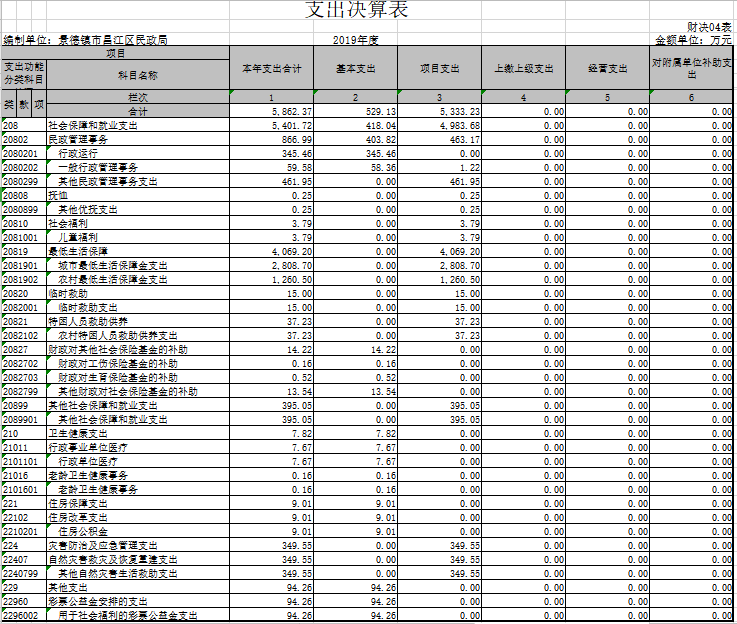 支出决算表
财决04表
编制单位：景德镇市昌江区民政局 2019年度 金额单位：万元
项目 本年支出合计 基本支出 项目支出 上缴上级支出 经营支出 对附属单位补助支出
支出功能分类科目 科目名称
类 款 项 栏次 1 2 3 4 5 6
合计 5,862.37 529.13 5,333.23 0.00 0.00 0.00
208 社会保障和就业支出 5,401.72 418.04 4,983.68 0.00 0.00 0.00
20802 民政管理事务 866.99 403.82 463.17 0.00 0.00 0.00
2080201 行政运行 345.46 345.46 0.00 0.00 0.00 0.00
2080202 一般行政管理事务 59.58 58.36 1.22 0.00 0.00 0.00
2080299 其他民政管理事务支出 461.95 0.00 461.95 0.00 0.00 0.00
20808 抚恤 0.25 0.00 0.25 0.00 0.00 0.00
2080899 其他优抚支出 0.25 0.00 0.25 0.00 0.00 0.00
20810 社会福利 3.79 0.00 3.79 0.00 0.00 0.00
2081001 儿童福利 3.79 0.00 3.79 0.00 0.00 0.00
20819 最低生活保障 4,069.20 0.00 4,069.20 0.00 0.00 0.00
2081901 城市最低生活保障金支出 2,808.70 0.00 2,808.70 0.00 0.00 0.00
2081902 农村最低生活保障金支出 1,260.50 0.00 1,260.50 0.00 0.00 0.00
20820 临时救助 15.00 0.00 15.00 0.00 0.00 0.00
2082001 临时救助支出 15.00 0.00 15.00 0.00 0.00 0.00
20821 特困人员救助供养 37.23 0.00 37.23 0.00 0.00 0.00
2082102 农村特困人员救助供养支出 37.23 0.00 37.23 0.00 0.00 0.00
20827 财政对其他社会保险基金的补助 14.22 14.22 0.00 0.00 0.00 0.00
2082702 财政对工伤保险基金的补助 0.16 0.16 0.00 0.00 0.00 0.00
2082703 财政对生育保险基金的补助 0.52 0.52 0.00 0.00 0.00 0.00
2082799 其他财政对社会保险基金的补助 13.54 13.54 0.00 0.00 0.00 0.00
20899 其他社会保障和就业支出 395.05 0.00 395.05 0.00 0.00 0.00
2089901 其他社会保障和就业支出 395.05 0.00 395.05 0.00 0.00 0.00
210 卫生健康支出 7.82 7.82 0.00 0.00 0.00 0.00
21011 行政事业单位医疗 7.67 7.67 0.00 0.00 0.00 0.00
2101101 行政单位医疗 7.67 7.67 0.00 0.00 0.00 0.00
21016 老龄卫生健康事务 0.16 0.16 0.00 0.00 0.00 0.00
2101601 老龄卫生健康事务 0.16 0.16 0.00 0.00 0.00 0.00
221 住房保障支出 9.01 9.01 0.00 0.00 0.00 0.00
22102 住房改革支出 9.01 9.01 0.00 0.00 0.00 0.00
2210201 住房公积金 9.01 9.01 0.00 0.00 0.00 0.00
224 灾害防治及应急管理支出 349.55 0.00 349.55 0.00 0.00 0.00
22407 自然灾害救灾及恢复重建支出 349.55 0.00 349.55 0.00 0.00 0.00
2240799 其他自然灾害生活救助支出 349.55 0.00 349.55 0.00 0.00 0.00
229 其他支出 94.26 94.26 0.00 0.00 0.00 0.00
22960 彩票公益金安排的支出 94.26 94.26 0.00 0.00 0.00 0.00
2296002 用于社会福利的彩票公益金支出 94.26 94.26 0.00 0.00 0.00 0.00